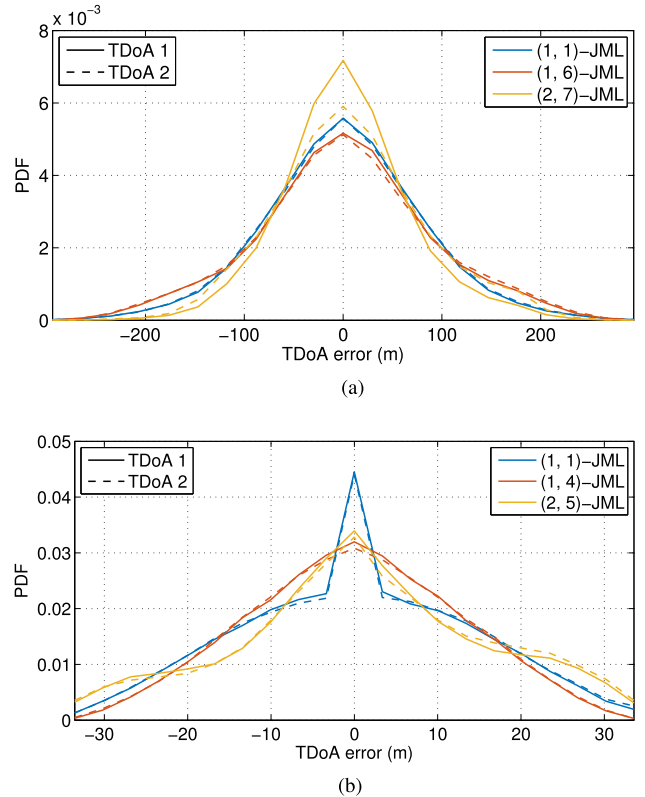 x 10⁻³
8
6
4
2
0
PDF
TDoA 1
TDoA 2
(1, 1)−JML
(1, 6)−JML
(2, 7)−JML
−200 −100 0 100 200
TDoA error (m)
(a)
0.05
0.04
0.03
0.02
0.01
0
PDF
TDoA 1
TDoA 2
(1, 1)−JML
(1, 4)−JML
(2, 5)−JML
−30 −20 −10 0 10 20 30
TDoA error (m)
(b)